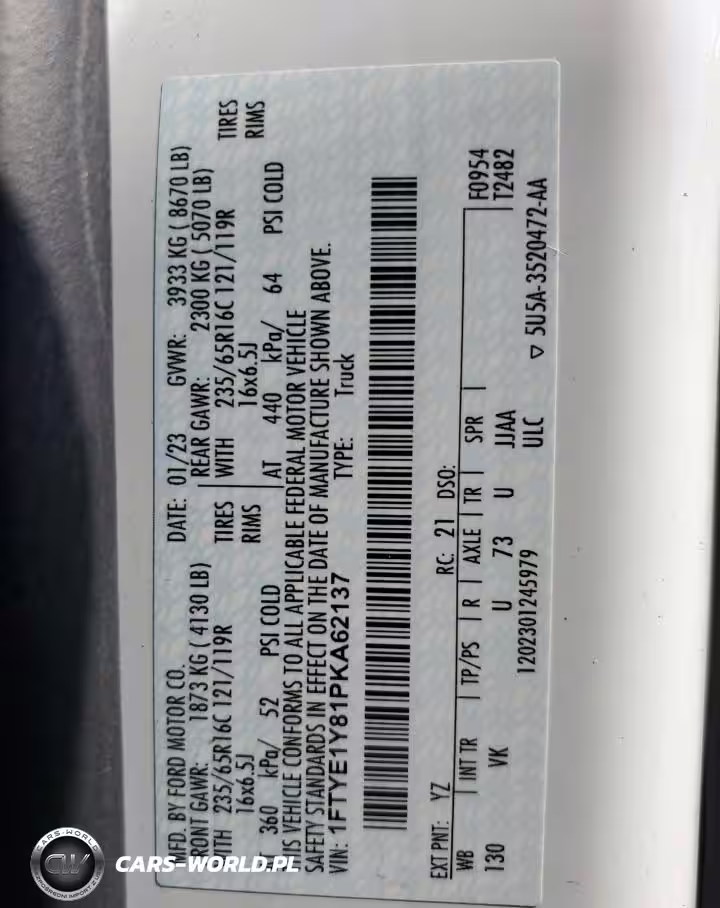 MFD. BY FORD MOTOR CO. DATE: 01/23 GVWR: 3933 KG ( 8670 LB)
FRONT GAWR: 1873 KG ( 4130 LB) REAR GAWR: 2300 KG ( 5070 LB)
WITH 235/65R16C 121/119R TIRES WITH 235/65R16C 121/119R TIRES
16x6.5J RIMS 16x6.5J RIMS
AT 360 kPa/ 52 PSI COLD AT 440 kPa/ 64 PSI COLD
THIS VEHICLE CONFORMS TO ALL APPLICABLE FEDERAL MOTOR VEHICLE
SAFETY STANDARDS IN EFFECT ON THE DATE OF MANUFACTURE SHOWN ABOVE.
VIN: 1FTYE1Y81PKA62137 TYPE: Truck
EXT PNT: YZ RC: 21 DSO:
WB INT TR TP/PS R AXLE TR SPR F0954
130 VK U 73 U JJAA T2482
1202301245979 ULC ▽ 5U5A-3520472-AA
CARS-WORLD
CW
CARS-WORLD.PL